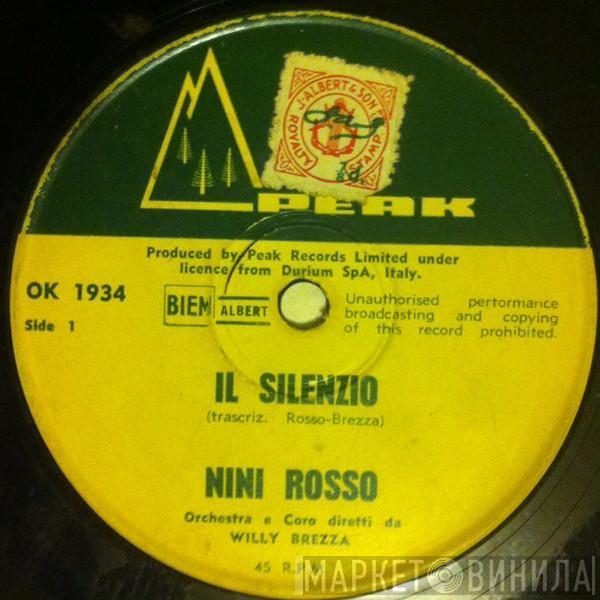 J. ALBERT & SON
ROYALTY STAMP
PEAK
Produced by Peak Records Limited under
licence from Durium SpA, Italy.
OK 1934
Side 1
BIEM ALBERT
Unauthorised performance
broadcasting and copying
of this record prohibited.
IL SILENZIO
(trascriz. Rosso-Brezza)
NINI ROSSO
Orchestra e Coro diretti da
WILLY BREZZA
45 R.P.M.
МАРКЕТ ВИНИЛА